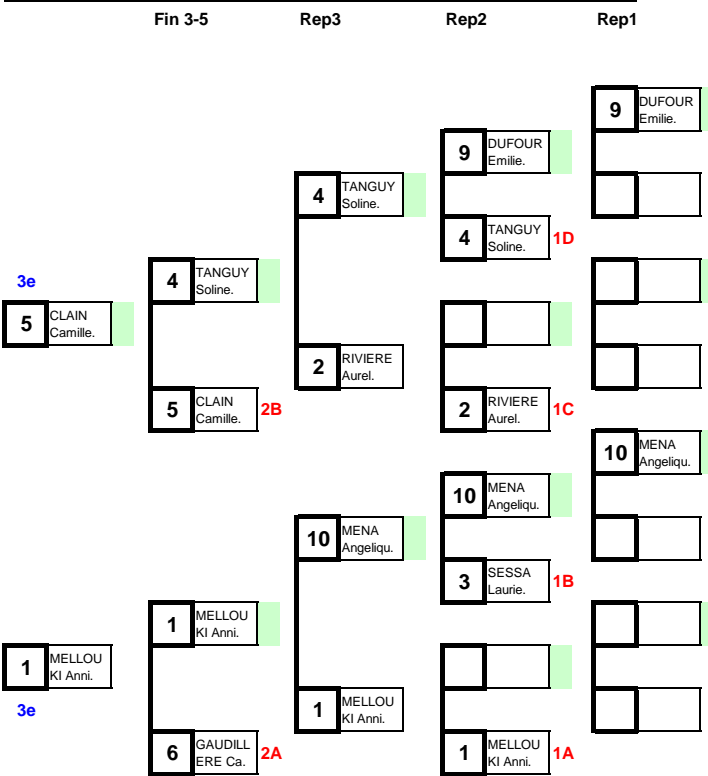 Fin 3-5 Rep3 Rep2 Rep1
9 DUFOUR
Emilie.
9 DUFOUR
Emilie.
4 TANGUY
Soline.
4 TANGUY
Soline. 1D
3e
4 TANGUY
Soline.
5 CLAIN
Camille.
2 RIVIERE
Aurel.
5 CLAIN
Camille. 2B
2 RIVIERE
Aurel. 1C
10 MENA
Angeliqu.
10 MENA
Angeliqu.
10 MENA
Angeliqu.
3 SESSA
Laurie. 1B
1 MELLOU
KI Anni.
1 MELLOU
KI Anni.
3e
1 MELLOU
KI Anni.
6 GAUDILL
ERE Ca. 2A
1 MELLOU
KI Anni. 1A